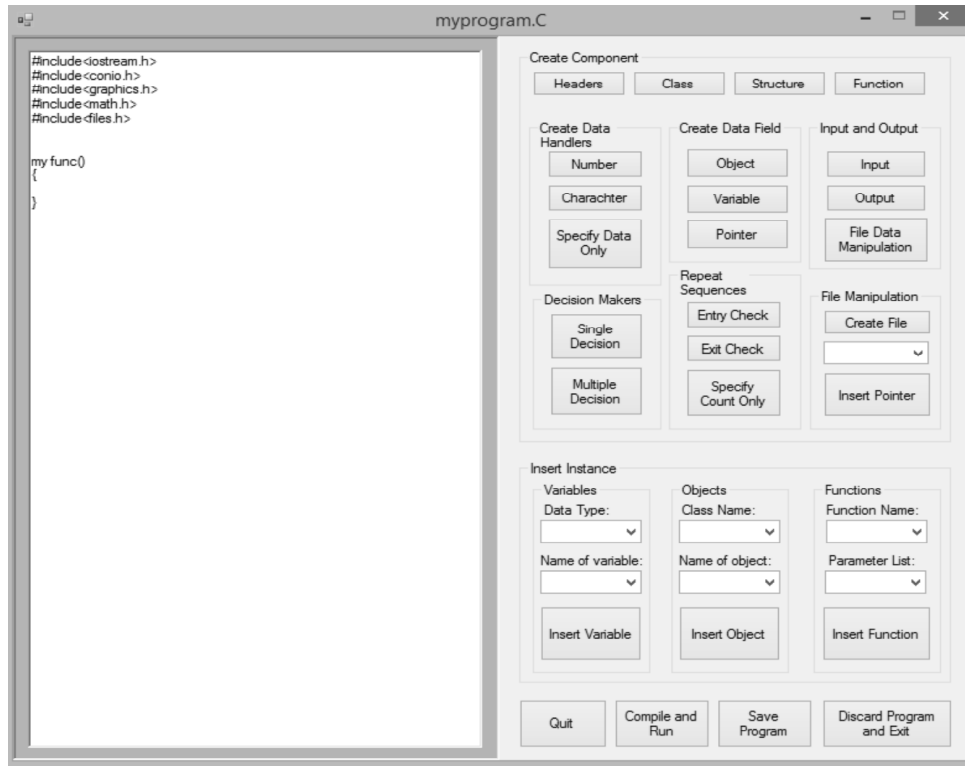 myprogram.C
#include<iostream.h>
#include<conio.h>
#include<graphics.h>
#include<math.h>
#include<files.h>
my func()
{
}
Create Component
Headers
Class
Structure
Function
Create Data
Handlers
Number
Charachter
Specify Data
Only
Create Data Field
Object
Variable
Pointer
Input and Output
Input
Output
File Data
Manipulation
Decision Makers
Single
Decision
Multiple
Decision
Repeat
Sequences
Entry Check
Exit Check
Specify
Count Only
File Manipulation
Create File
Insert Pointer
Insert Instance
Variables
Data Type:
Name of variable:
Insert Variable
Objects
Class Name:
Name of object:
Insert Object
Functions
Function Name:
Parameter List:
Insert Function
Quit
Compile and
Run
Save
Program
Discard Program
and Exit